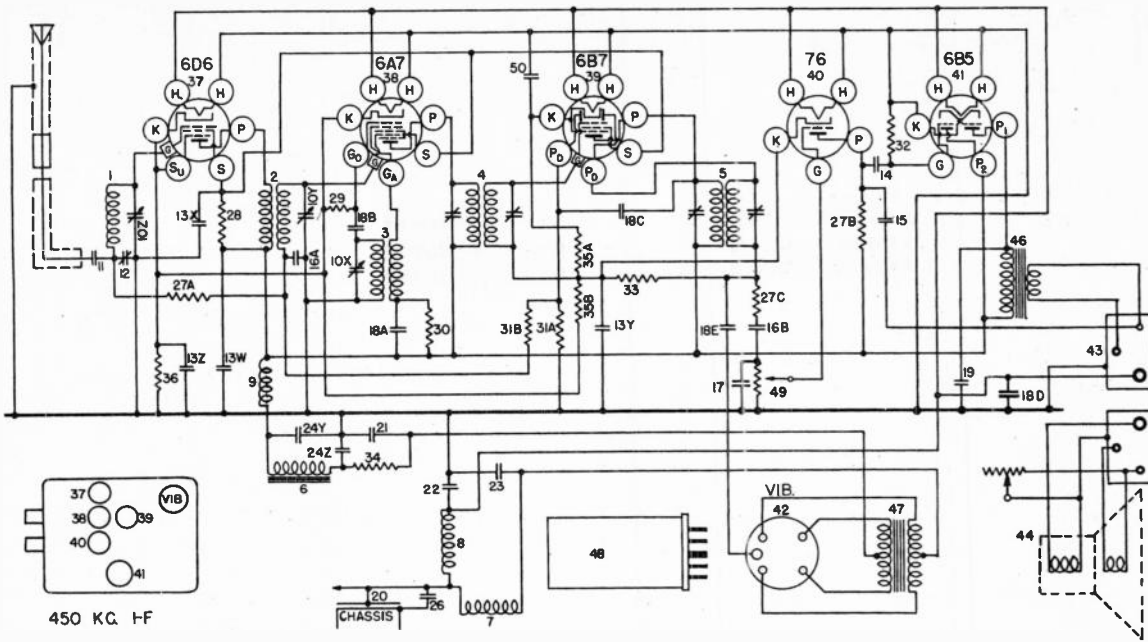 6D6 6A7 6B7 76 6B5
37 38 50 39 40 41
H H H H H H H H H H
K P K P K P K P K P1
G SU S GO G GA S PD G PD S G G P2
1 10Z 13X 28 2 10Y 29 18B 4 18C 5 32 14
11 12 16A 10X 3 35A 27B 15 46
27A 33 27C
18A 30 31B 31A 35B 13Y 18E 16B
36 13Z 13W 9 17 49 19 43
18D
24Y 21
24Z 34
6 22 23
VIB.
42 47
37 VIB
38 39
40
41
8 48 44
20 26
CHASSIS 7
450 KC. I-F